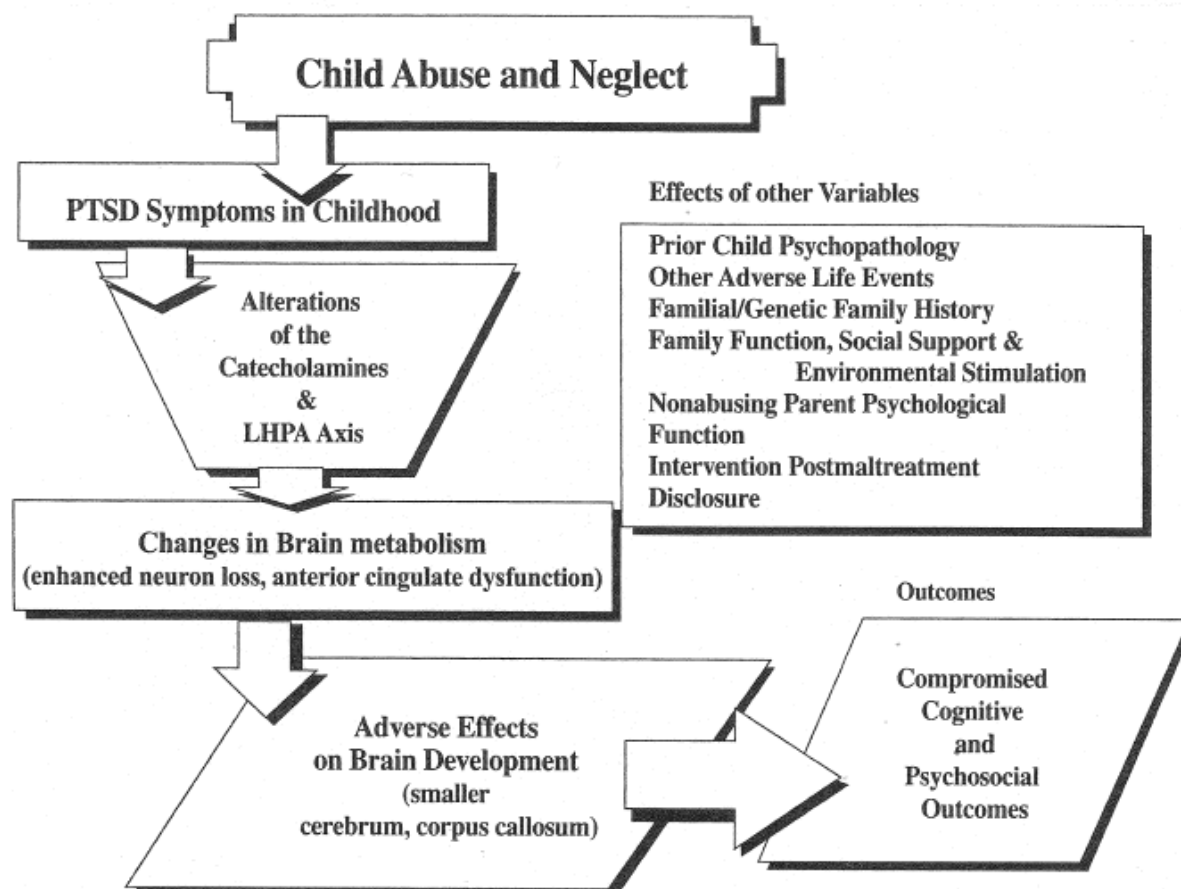 Child Abuse and Neglect
PTSD Symptoms in Childhood
Alterations
of the
Catecholamines
&
LHPA Axis
Changes in Brain metabolism
(enhanced neuron loss, anterior cingulate dysfunction)
Adverse Effects
on Brain Development
(smaller
cerebrum, corpus callosum)
Effects of other Variables
Prior Child Psychopathology
Other Adverse Life Events
Familial/Genetic Family History
Family Function, Social Support &
Environmental Stimulation
Nonabusing Parent Psychological
Function
Intervention Postmaltreatment
Disclosure
Outcomes
Compromised
Cognitive
and
Psychosocial
Outcomes